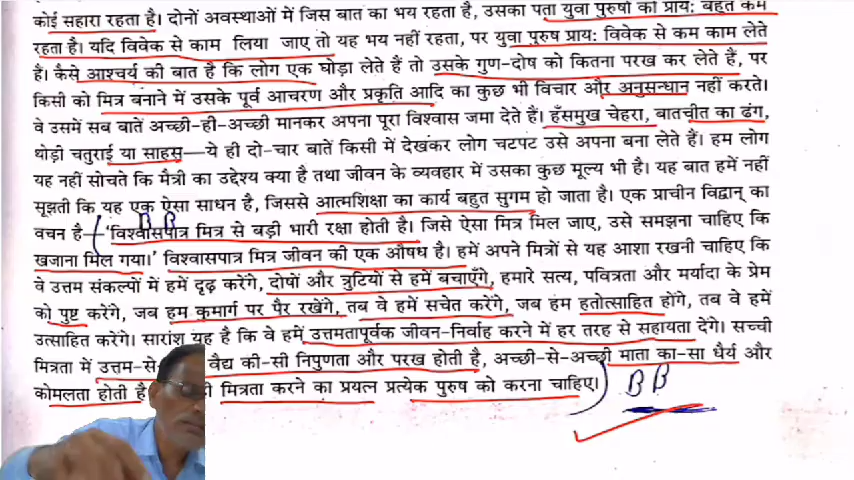 कोई सहारा रहता है। दोनों अवस्थाओं में जिस बात का भय रहता है, उसका पता युवा पुरुषों को प्राय: बहुत कम
रहता है। यदि विवेक से काम लिया जाए तो यह भय नहीं रहता, पर युवा पुरुष प्राय: विवेक से कम काम लेते
हैं। कैसे आश्चर्य की बात है कि लोग एक घोड़ा लेते हैं तो उसके गुण-दोष को कितना परख कर लेते हैं, पर
किसी को मित्र बनाने में उसके पूर्व आचरण और प्रकृति आदि का कुछ भी विचार और अनुसन्धान नहीं करते।
वे उसमें सब बातें अच्छी-ही-अच्छी मानकर अपना पूरा विश्वास जमा देते हैं। हँसमुख चेहरा, बातचीत का ढंग,
थोड़ी चतुराई या साहस—ये ही दो-चार बातें किसी में देखकर लोग चटपट उसे अपना बना लेते हैं। हम लोग
यह नहीं सोचते कि मैत्री का उद्देश्य क्या है तथा जीवन के व्यवहार में उसका कुछ मूल्य भी है। यह बात हमें नहीं
सूझती कि यह एक ऐसा साधन है, जिससे आत्मशिक्षा का कार्य बहुत सुगम हो जाता है। एक प्राचीन विद्वान् का
B B
वचन है—'विश्वासपात्र मित्र से बड़ी भारी रक्षा होती है। जिसे ऐसा मित्र मिल जाए, उसे समझना चाहिए कि
खजाना मिल गया।' विश्वासपात्र मित्र जीवन की एक औषध है। हमें अपने मित्रों से यह आशा रखनी चाहिए कि
वे उत्तम संकल्पों में हमें दृढ़ करेंगे, दोषों और त्रुटियों से हमें बचाएँगे, हमारे सत्य, पवित्रता और मर्यादा के प्रेम
को पुष्ट करेंगे, जब हम कुमार्ग पर पैर रखेंगे, तब वे हमें सचेत करेंगे, जब हम हतोत्साहित होंगे, तब वे हमें
उत्साहित करेंगे। सारांश यह है कि वे हमें उत्तमतापूर्वक जीवन-निर्वाह करने में हर तरह से सहायता देंगे। सच्ची
मित्रता में उत्तम-से वैद्य की-सी निपुणता और परख होती है, अच्छी-से-अच्छी माता का-सा धैर्य और
कोमलता होती है मित्रता करने का प्रयत्न प्रत्येक पुरुष को करना चाहिए।
B B